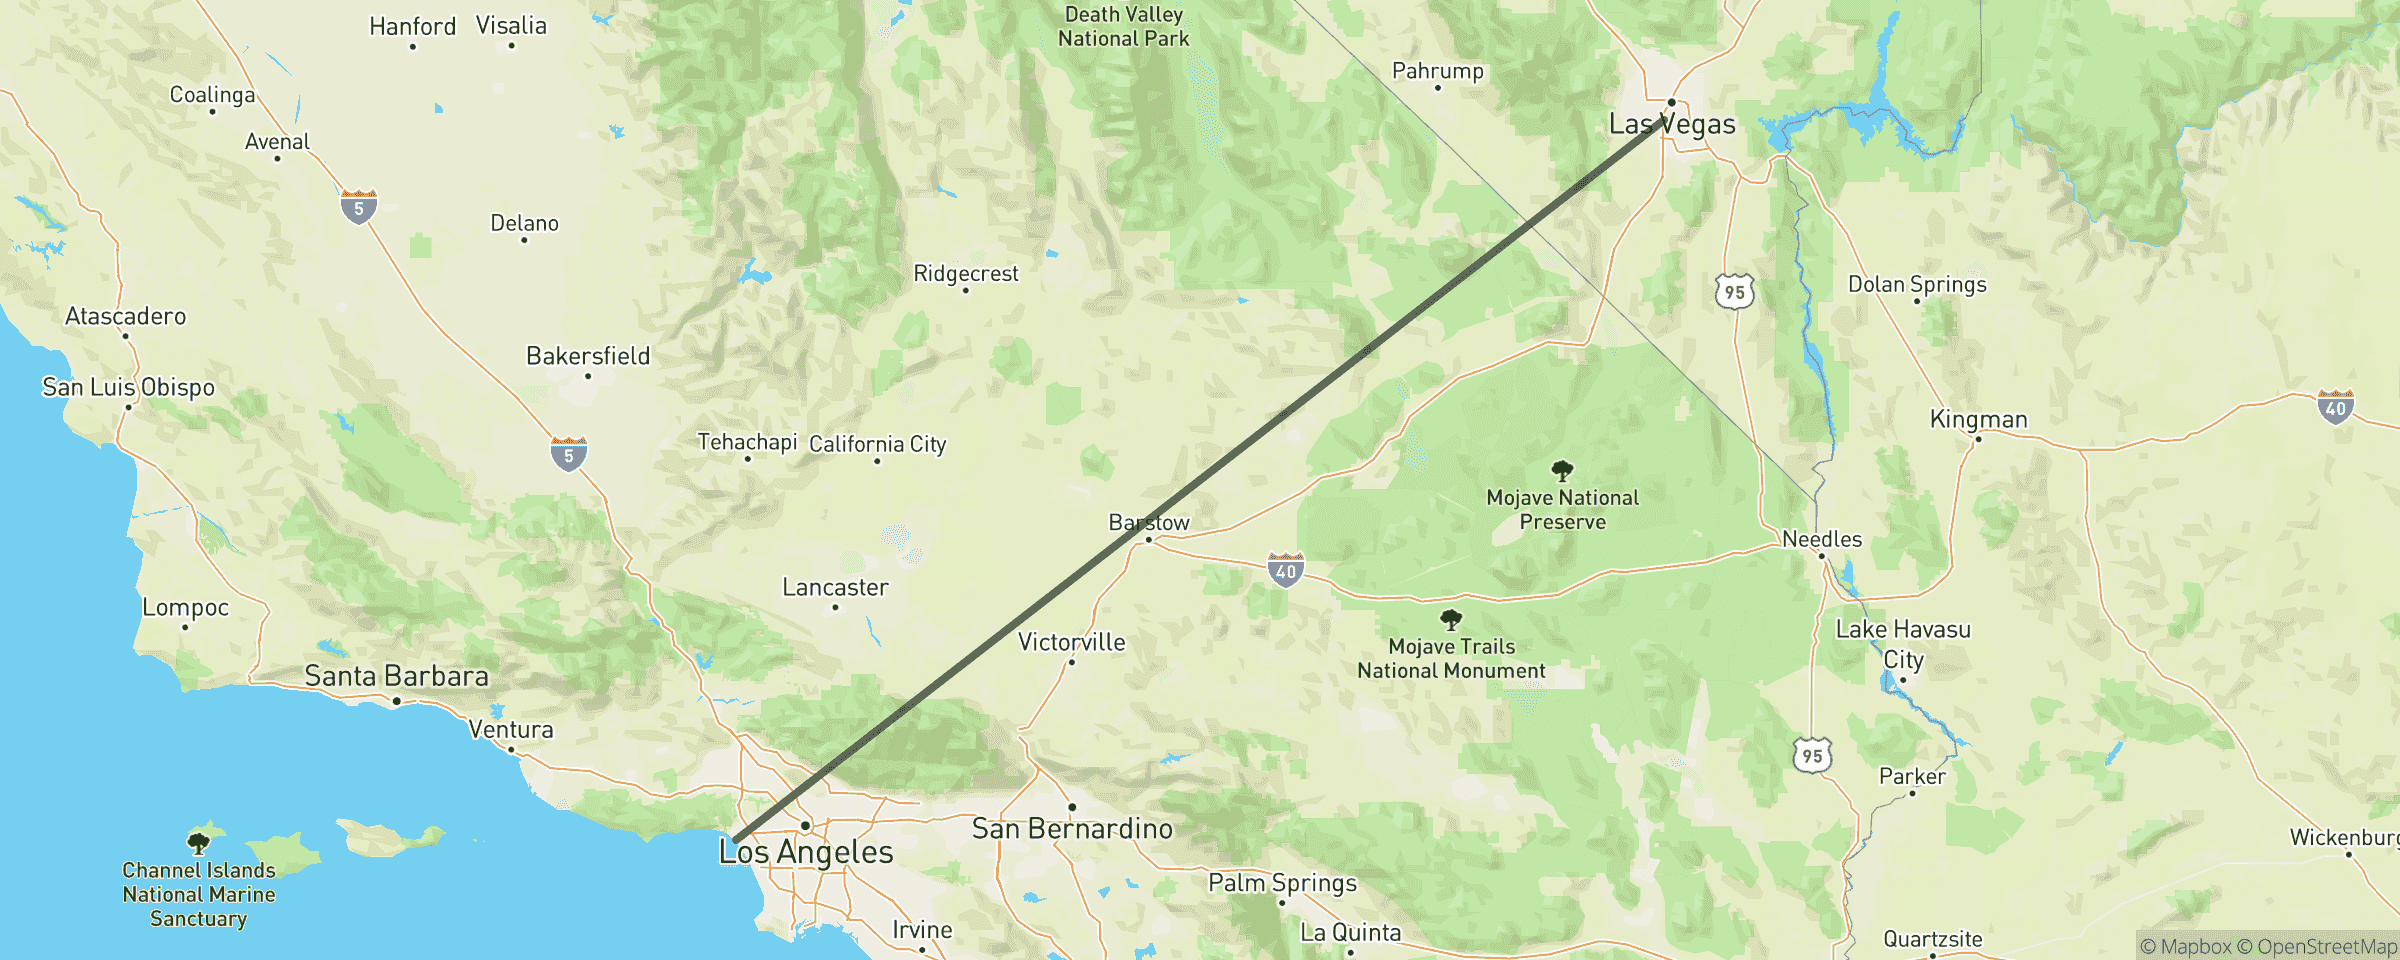 Death Valley
National Park
Hanford
Visalia
Pahrump
Coalinga
Las Vegas
Avenal
5
Delano
Ridgecrest
Dolan Springs
95
Atascadero
Bakersfield
San Luis Obispo
40
Kingman
Tehachapi
California City
5
Mojave National
Preserve
Barstow
Needles
40
Lancaster
Lompoc
Victorville
Lake Havasu
City
Mojave Trails
National Monument
Santa Barbara
Ventura
95
Parker
San Bernardino
Wickenburg
Los Angeles
Channel Islands
National Marine
Sanctuary
Palm Springs
Irvine
La Quinta
Quartzsite
© Mapbox © OpenStreetMap